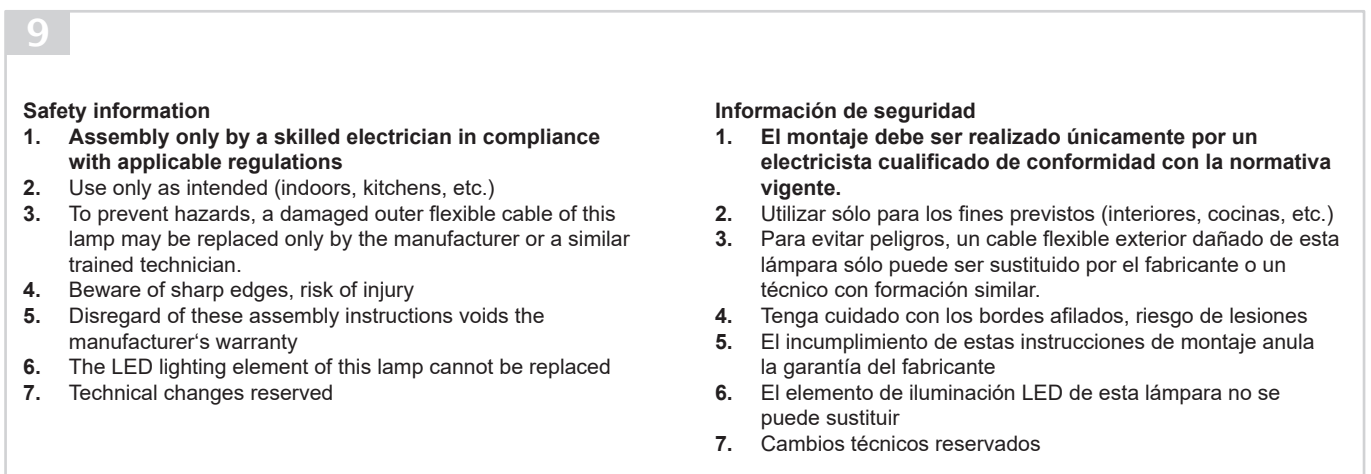 9
Safety information
1. Assembly only by a skilled electrician in compliance
with applicable regulations
2. Use only as intended (indoors, kitchens, etc.)
3. To prevent hazards, a damaged outer flexible cable of this
lamp may be replaced only by the manufacturer or a similar
trained technician.
4. Beware of sharp edges, risk of injury
5. Disregard of these assembly instructions voids the
manufacturer‘s warranty
6. The LED lighting element of this lamp cannot be replaced
7. Technical changes reserved
Información de seguridad
1. El montaje debe ser realizado únicamente por un
electricista cualificado de conformidad con la normativa
vigente.
2. Utilizar sólo para los fines previstos (interiores, cocinas, etc.)
3. Para evitar peligros, un cable flexible exterior dañado de esta
lámpara sólo puede ser sustituido por el fabricante o un
técnico con formación similar.
4. Tenga cuidado con los bordes afilados, riesgo de lesiones
5. El incumplimiento de estas instrucciones de montaje anula
la garantía del fabricante
6. El elemento de iluminación LED de esta lámpara no se
puede sustituir
7. Cambios técnicos reservados